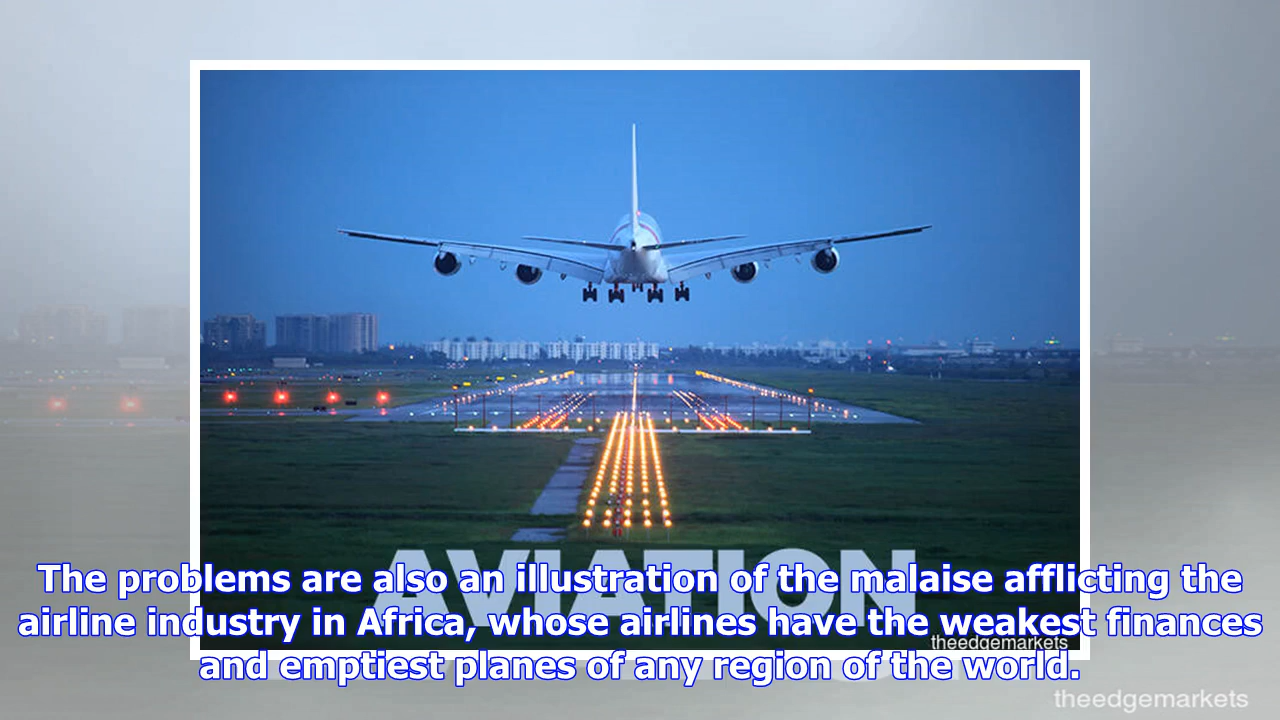 AVIATION
The problems are also an illustration of the malaise afflicting the
airline industry in Africa, whose airlines have the weakest finances
theedgemarkets
and emptiest planes of any region of the world.
theedgemarkets